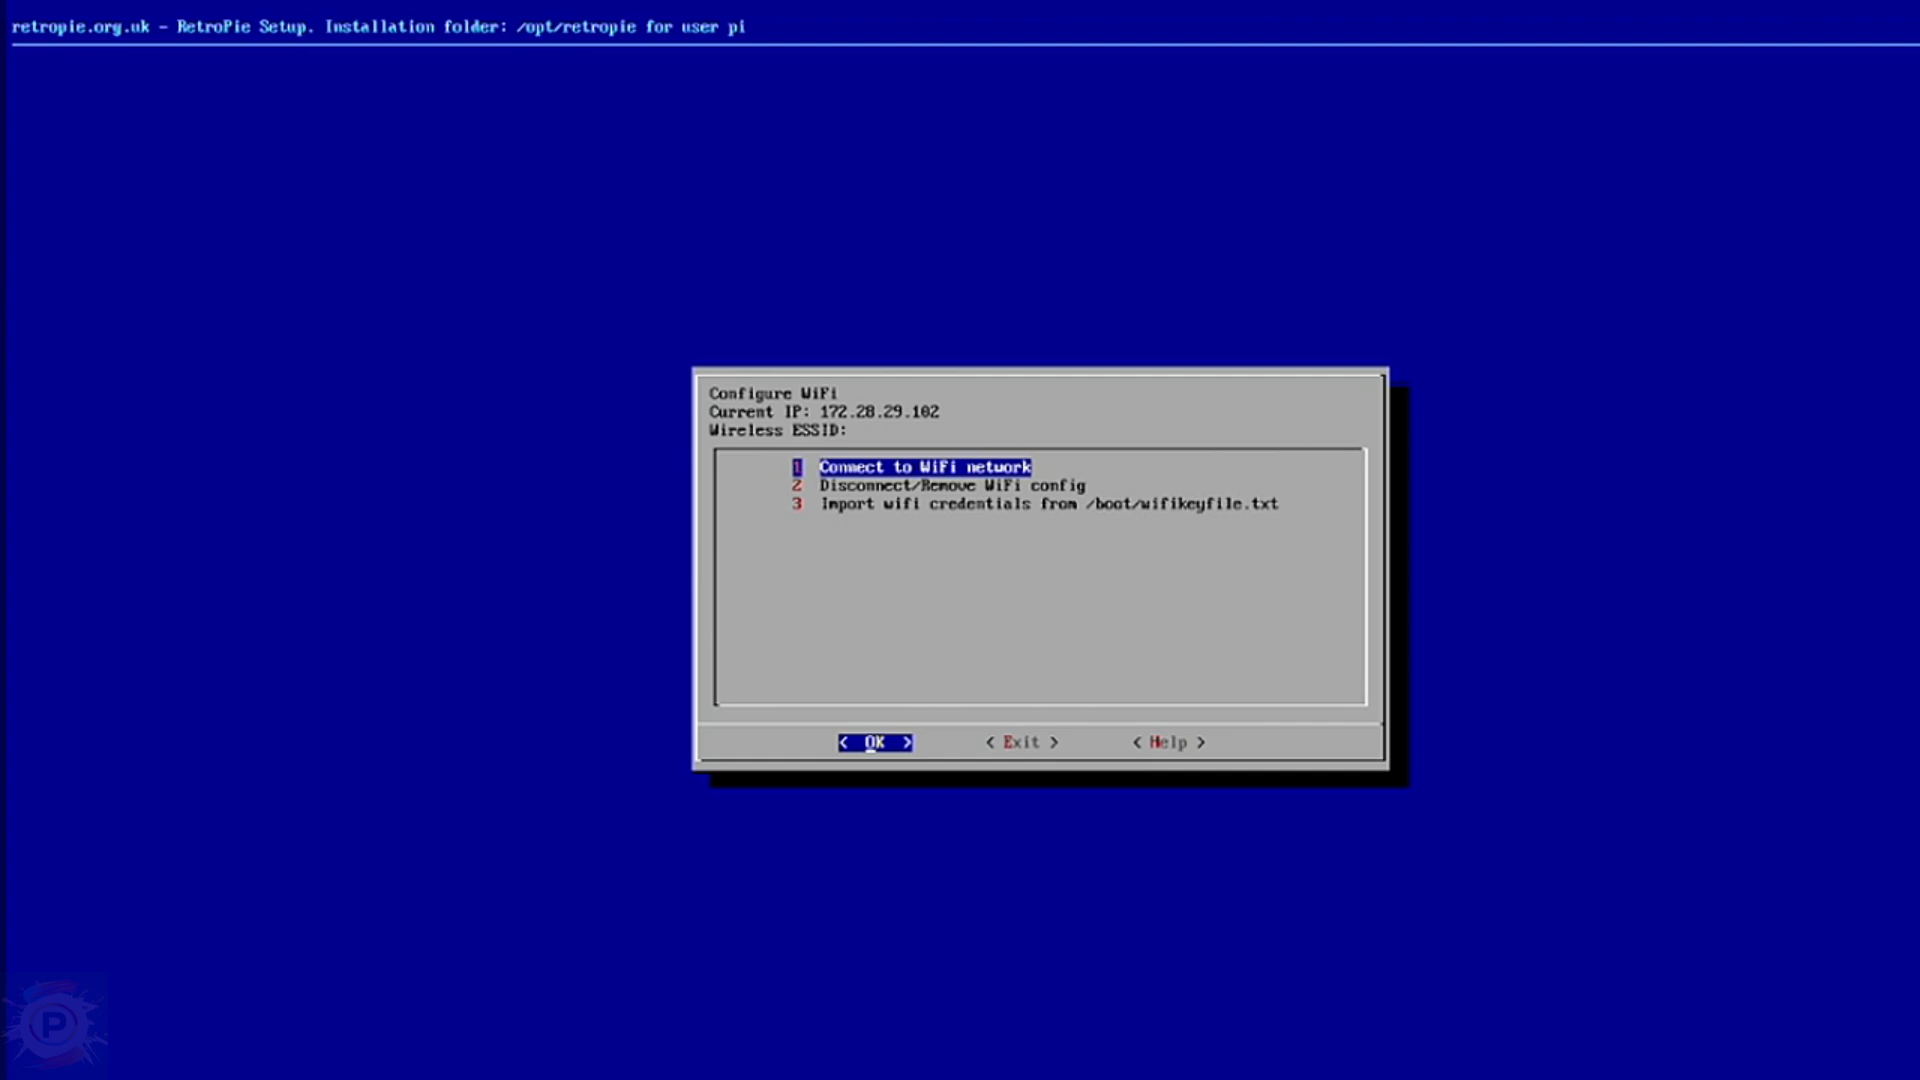 retropie.org.uk - RetroPie Setup. Installation folder: /opt/retropie for user pi
Configure WiFi
Current IP: 172.28.29.102
Wireless ESSID:
1 Connect to WiFi network
2 Disconnect/Remove WiFi config
3 Import wifi credentials from /boot/wifikeyfile.txt
< OK > < Exit > < Help >
P